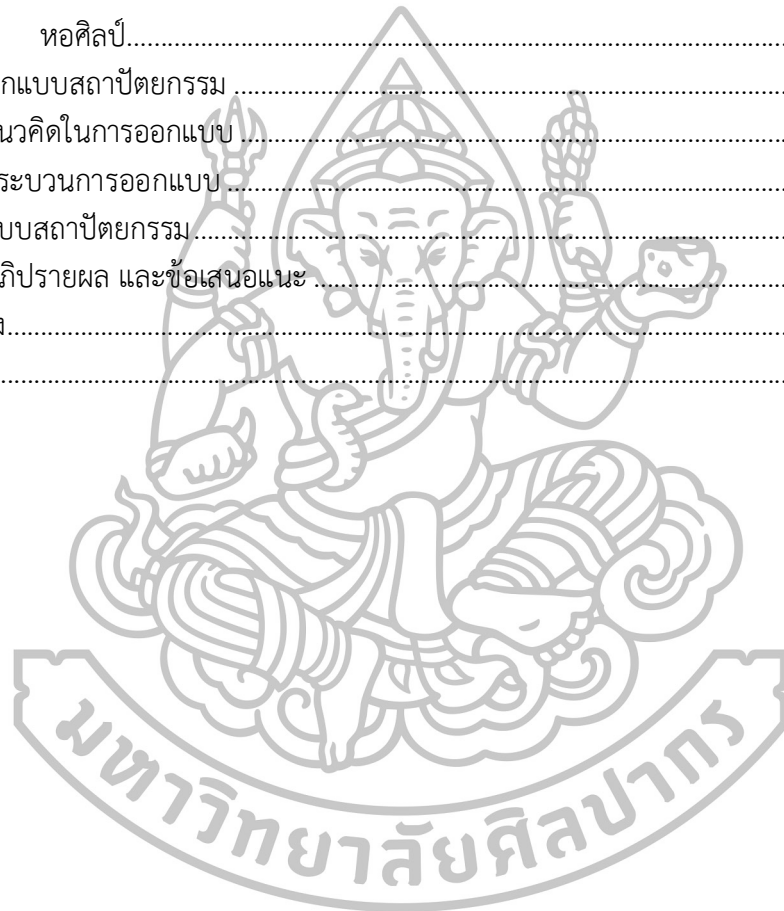 หอศิลป์
กแบบสถาปัตยกรรม
นวคิดในการออกแบบ
ระบวนการออกแบบ
บบสถาปัตยกรรม
ภิปรายผล และข้อเสนอแนะ
ง
มหาวิทยาลัยศิลปากร